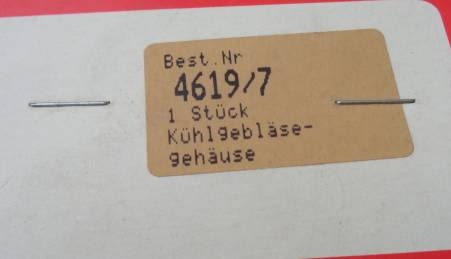 Best.Nr
4619/7
1 Stück
Kühlgebläse-
gehäuse